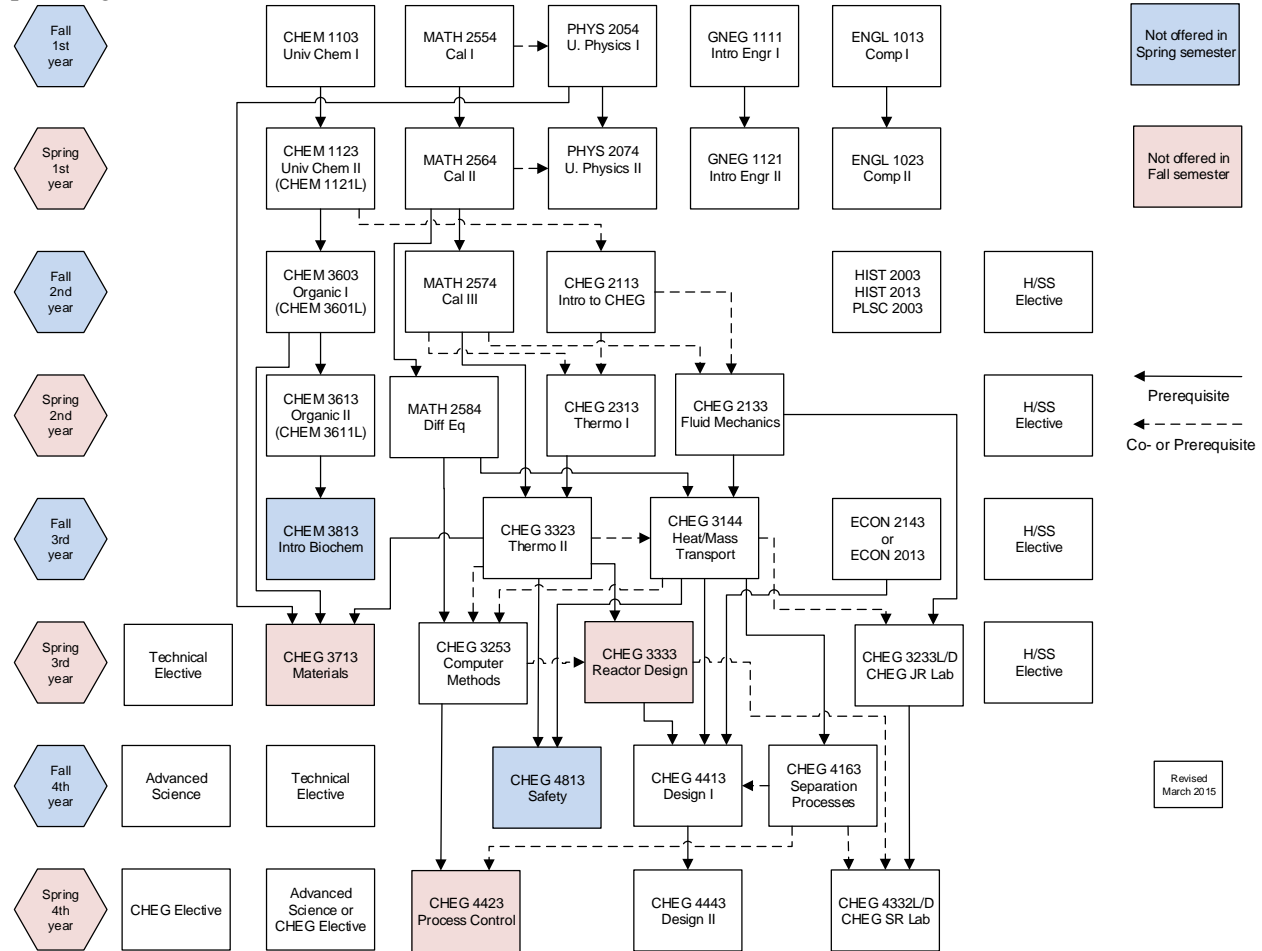 Fall
1st
year
CHEM 1103
Univ Chem I
MATH 2554
Cal I
PHYS 2054
U. Physics I
GNEG 1111
Intro Engr I
ENGL 1013
Comp I
Not offered in
Spring semester
Spring
1st
year
CHEM 1123
Univ Chem II
(CHEM 1121L)
MATH 2564
Cal II
PHYS 2074
U. Physics II
GNEG 1121
Intro Engr II
ENGL 1023
Comp II
Not offered in
Fall semester
Fall
2nd
year
CHEM 3603
Organic I
(CHEM 3601L)
MATH 2574
Cal III
CHEG 2113
Intro to CHEG
HIST 2003
HIST 2013
PLSC 2003
H/SS
Elective
Spring
2nd
year
CHEM 3613
Organic II
(CHEM 3611L)
MATH 2584
Diff Eq
CHEG 2313
Thermo I
CHEG 2133
Fluid Mechanics
H/SS
Elective
Prerequisite
Co- or Prerequisite
Fall
3rd
year
CHEM 3813
Intro Biochem
CHEG 3323
Thermo II
CHEG 3144
Heat/Mass
Transport
ECON 2143
or
ECON 2013
H/SS
Elective
Spring
3rd
year
Technical
Elective
CHEG 3713
Materials
CHEG 3253
Computer
Methods
CHEG 3333
Reactor Design
CHEG 3233L/D
CHEG JR Lab
H/SS
Elective
Fall
4th
year
Advanced
Science
Technical
Elective
CHEG 4813
Safety
CHEG 4413
Design I
CHEG 4163
Separation
Processes
Revised
March 2015
Spring
4th
year
CHEG Elective
Advanced
Science or
CHEG Elective
CHEG 4423
Process Control
CHEG 4443
Design II
CHEG 4332L/D
CHEG SR Lab